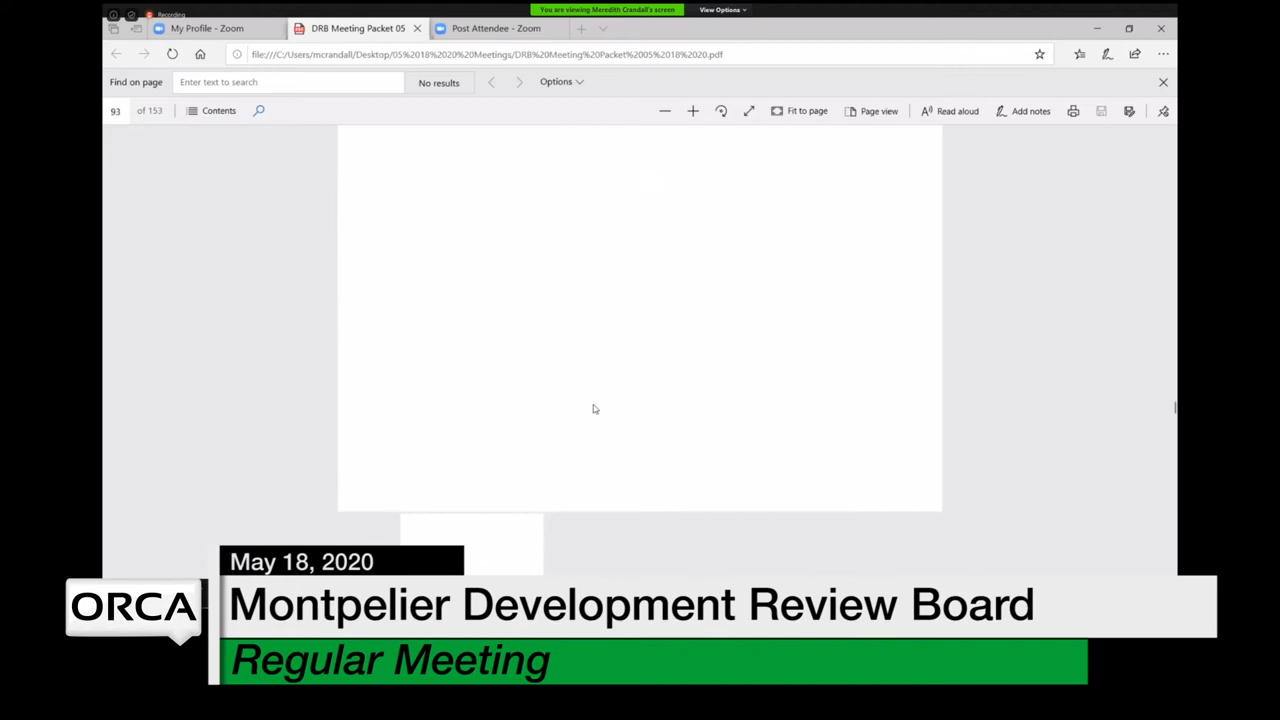 You are viewing Meredith Crandall's screen
View Options
Recording
My Profile - Zoom
DRB Meeting Packet 05
Post Attendee - Zoom
file:///C:/Users/mcrandall/Desktop/05%2018%2020%20Meetings/DRB%20Meeting%20Packet%2005%2018%2020.pdf
Find on page
Enter text to search
No results
Options
93 of 153
Contents
Fit to page
Page view
Read aloud
Add notes
May 18, 2020
ORCA
Montpelier Development Review Board
Regular Meeting